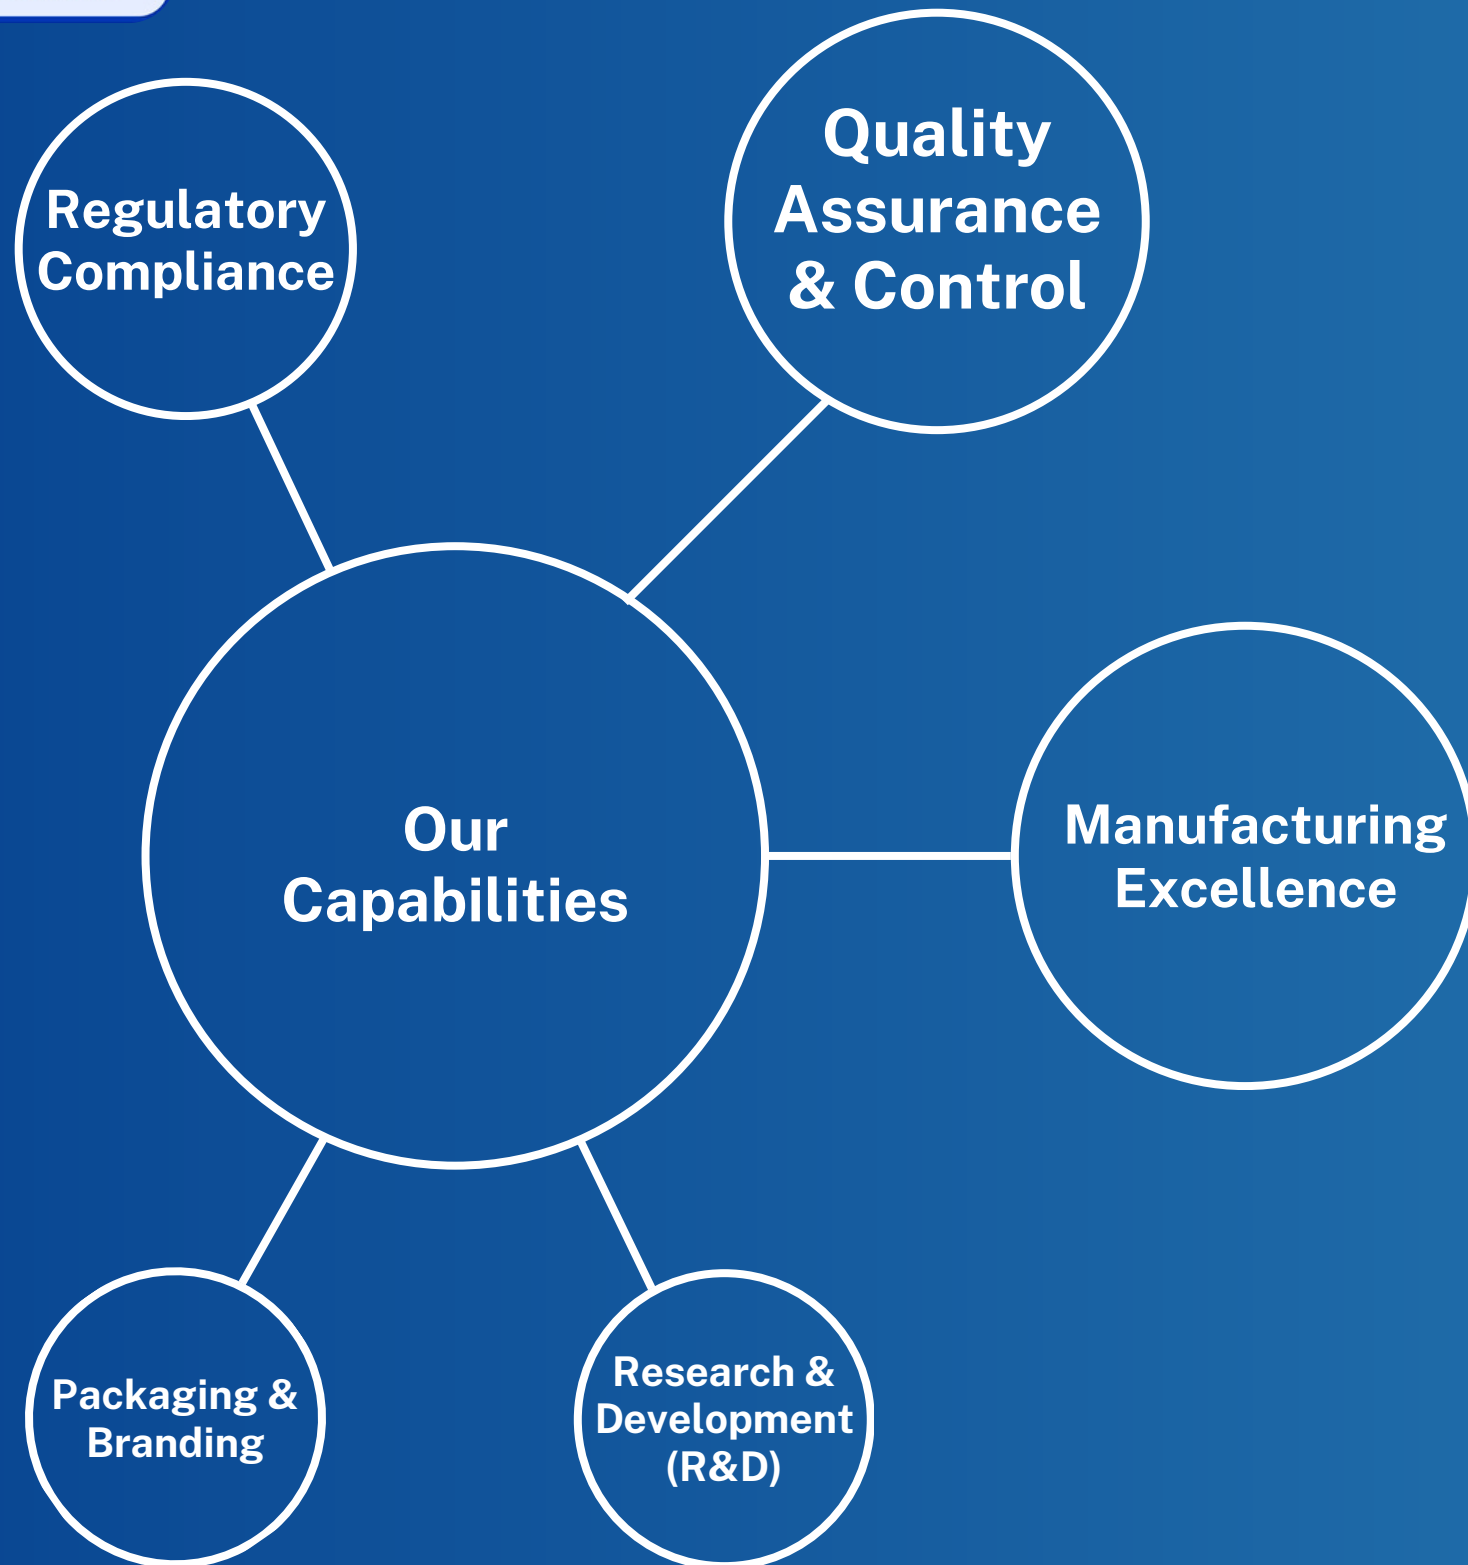 Regulatory
Compliance
Quality
Assurance
& Control
Our
Capabilities
Manufacturing
Excellence
Packaging &
Branding
Research &
Development
(R&D)